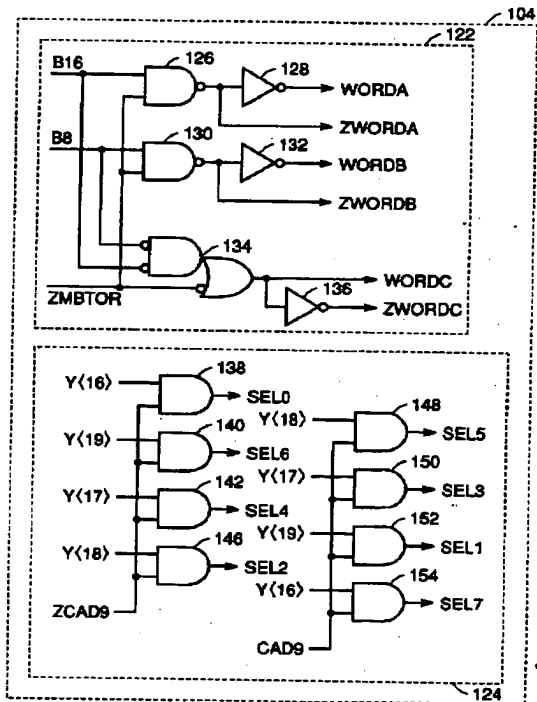 104
122
B16
126
128
WORDA
ZWORDA
B8
130
132
WORDB
ZWORDB
134
WORDC
ZMBTOR
136
ZWORDC
138
Y⟨16⟩
SEL0
140
Y⟨19⟩
SEL6
142
Y⟨17⟩
SEL4
146
Y⟨18⟩
SEL2
ZCAD9
148
Y⟨18⟩
SEL5
150
Y⟨17⟩
SEL3
152
Y⟨19⟩
SEL1
154
Y⟨16⟩
SEL7
CAD9
124